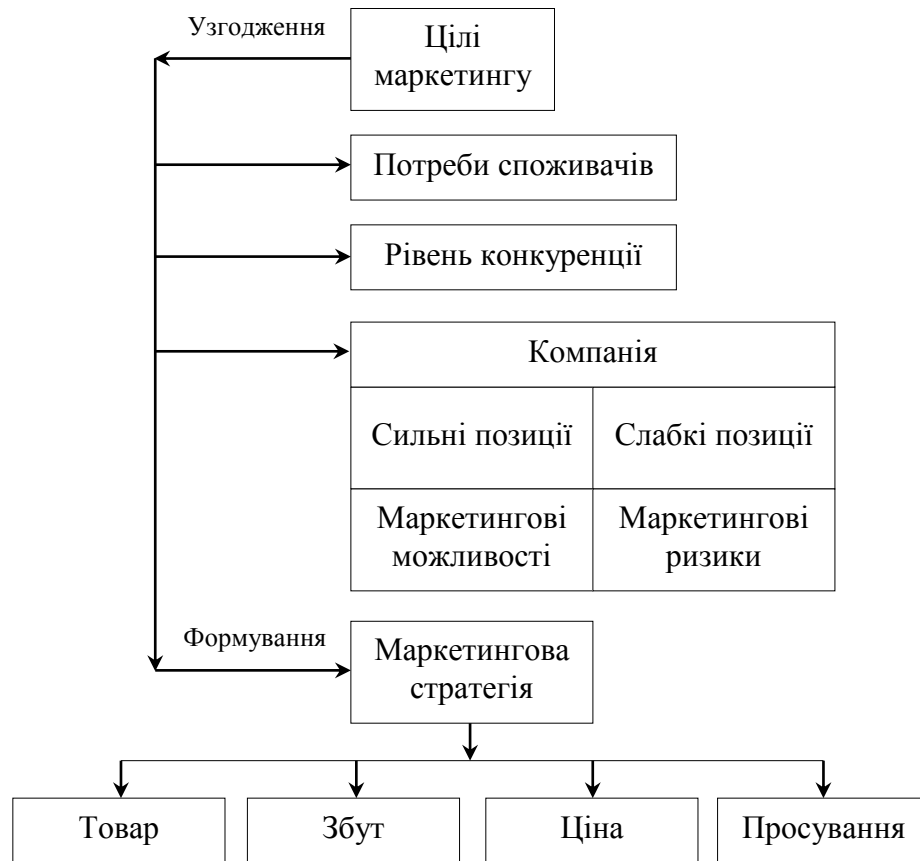 Узгодження
Цілі
маркетингу
Потреби споживачів
Рівень конкуренції
Компанія
Сильні позиції
Слабкі позиції
Маркетингові
можливості
Маркетингові
ризики
Формування
Маркетингова
стратегія
Товар
Збут
Ціна
Просування